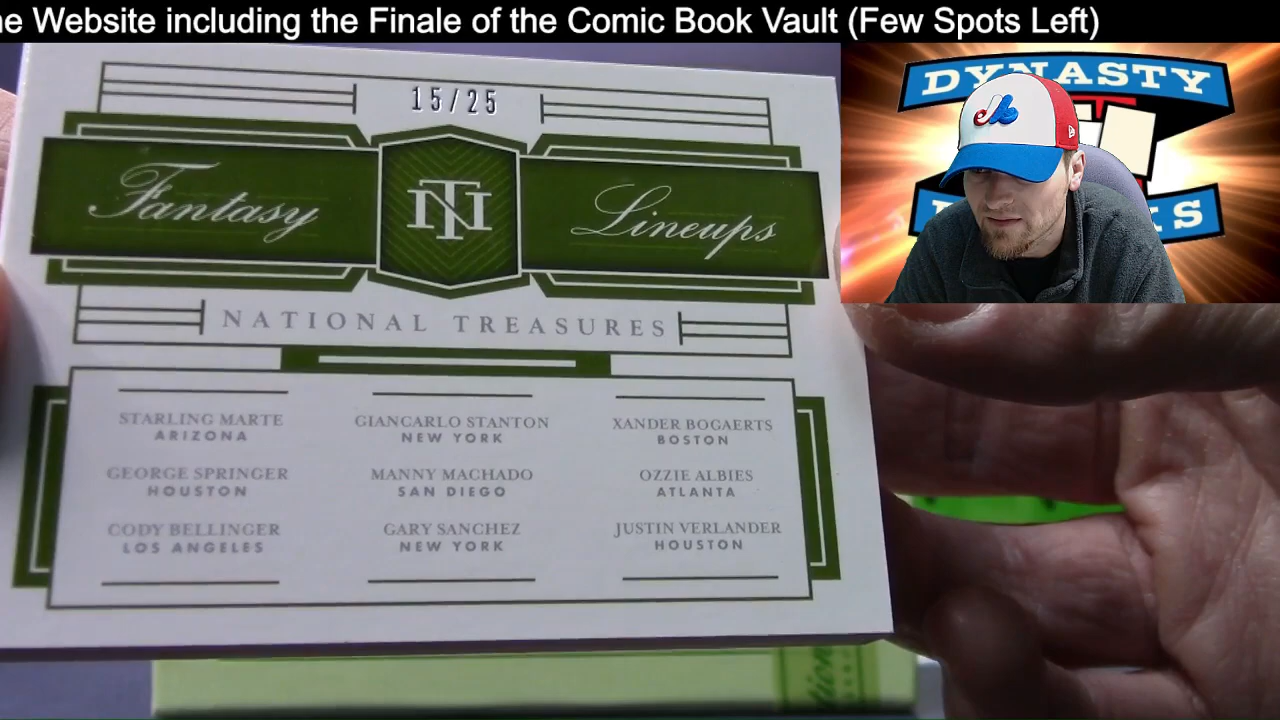 e Website including the Finale of the Comic Book Vault (Few Spots Left)
15/25
Fantasy
NT
Lineups
NATIONAL TREASURES
STARLING MARTE
ARIZONA
GIANCARLO STANTON
NEW YORK
XANDER BOGAERTS
BOSTON
GEORGE SPRINGER
HOUSTON
MANNY MACHADO
SAN DIEGO
OZZIE ALBIES
ATLANTA
CODY BELLINGER
LOS ANGELES
GARY SANCHEZ
NEW YORK
JUSTIN VERLANDER
HOUSTON
DYNASTY